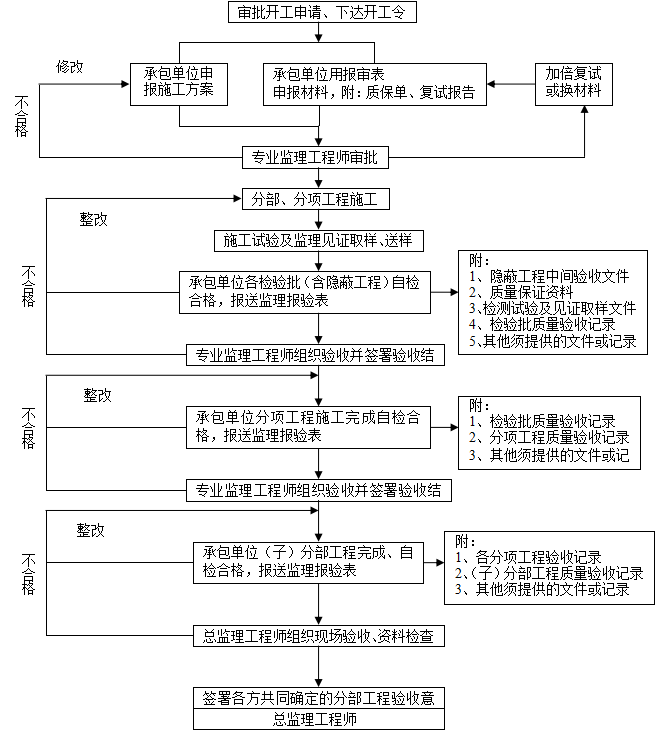 审批开工申请、下达开工令
修改
承包单位申
报施工方案
承包单位用报审表
申报材料，附：质保单、复试报告
加倍复试
或换材料
不合格
专业监理工程师审批
分部、分项工程施工
整改
施工试验及监理见证取样、送样
不合格
承包单位各检验批（含隐蔽工程）自检
合格，报送监理报验表
附：
1、隐蔽工程中间验收文件
2、质量保证资料
3、检测试验及见证取样文件
4、检验批质量验收记录
5、其他须提供的文件或记录
专业监理工程师组织验收并签署验收结
整改
不合格
承包单位分项工程施工完成自检合
格，报送监理报验表
附：
1、检验批质量验收记录
2、分项工程质量验收记录
3、其他须提供的文件或记
专业监理工程师组织验收并签署验收结
整改
不合格
承包单位（子）分部工程完成、自
检合格，报送监理报验表
附：
1、各分项工程验收记录
2、（子）分部工程质量验收记录
3、其他须提供的文件或记录
总监理工程师组织现场验收、资料检查
签署各方共同确定的分部工程验收意
总监理工程师